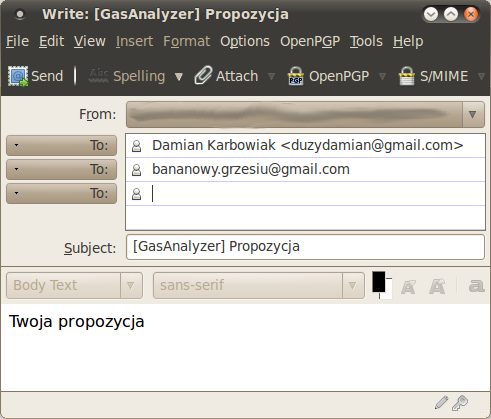 Write: [GasAnalyzer] Propozycja
File Edit View Insert Format Options OpenPGP Tools Help
Send Abc Spelling Attach PGP OpenPGP S/MIME
From:
To: Damian Karbowiak <duzydamian@gmail.com>
To: bananowy.grzesiu@gmail.com
To:
Subject: [GasAnalyzer] Propozycja
Body Text sans-serif A A a
Twoja propozycja